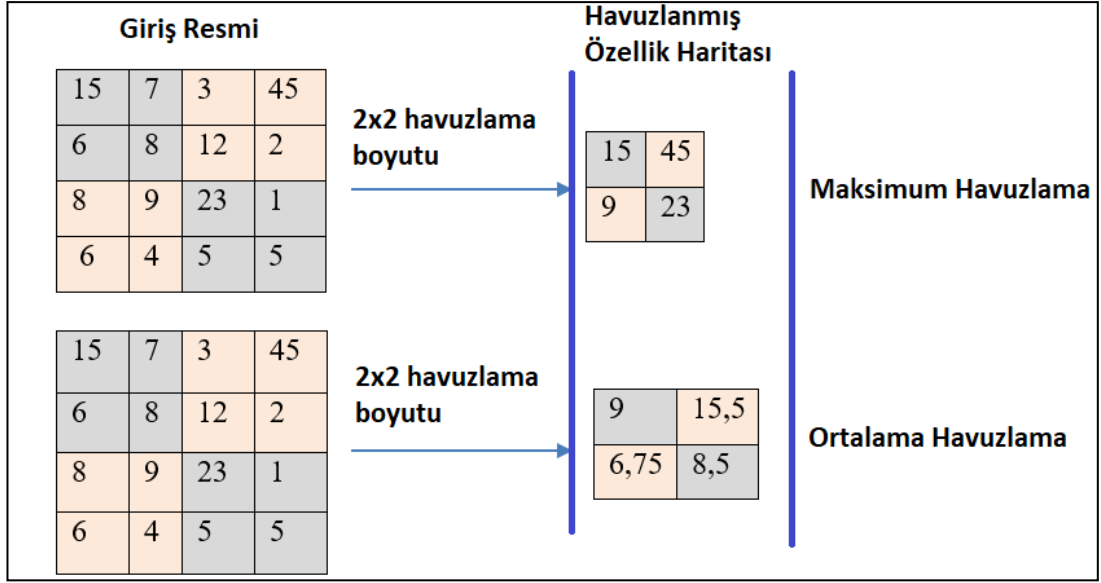 Giriş Resmi
Havuzlanmış
Özellik Haritası
15 7 3 45
6 8 12 2
8 9 23 1
6 4 5 5
2x2 havuzlama
boyutu
15 45
9 23
Maksimum Havuzlama
15 7 3 45
6 8 12 2
8 9 23 1
6 4 5 5
2x2 havuzlama
boyutu
9 15,5
6,75 8,5
Ortalama Havuzlama